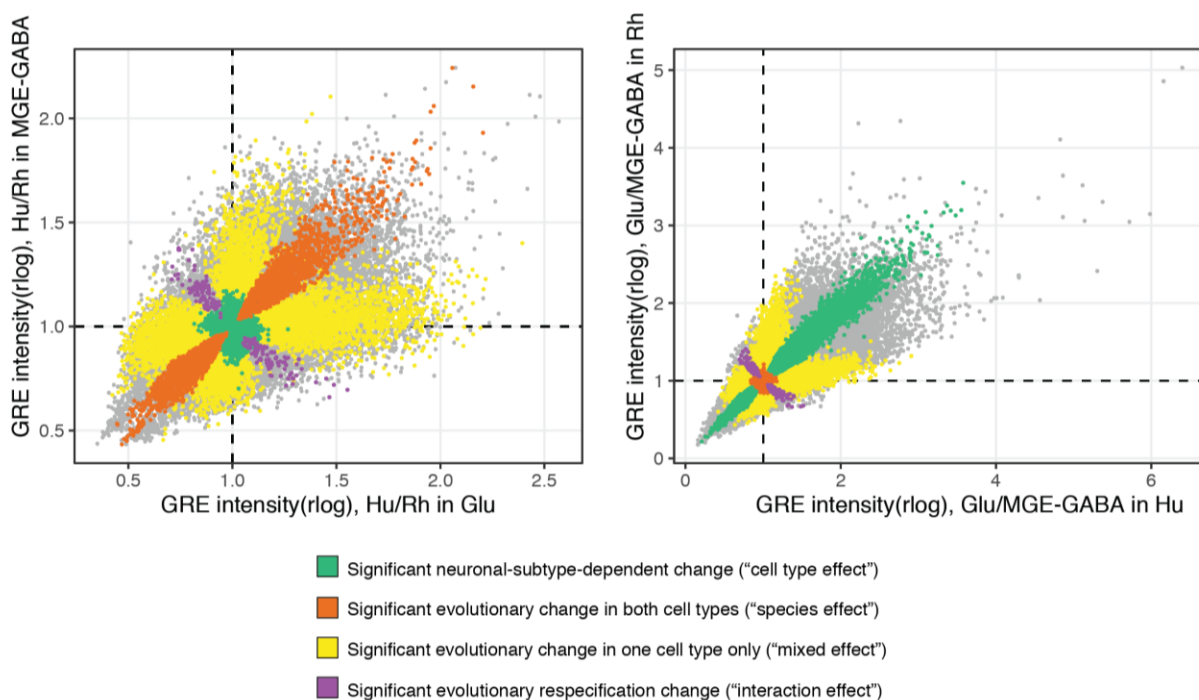 GRE intensity(rlog), Hu/Rh in MGE-GABA
2.0
1.5
1.0
0.5
0.5
1.0
1.5
2.0
2.5
GRE intensity(rlog), Hu/Rh in Glu
GRE intensity(rlog), Glu/MGE-GABA in Rh
5
4
3
2
1
0
0
2
4
6
GRE intensity(rlog), Glu/MGE-GABA in Hu
Significant neuronal-subtype-dependent change (“cell type effect”)
Significant evolutionary change in both cell types (“species effect”)
Significant evolutionary change in one cell type only (“mixed effect”)
Significant evolutionary respecification change (“interaction effect”)